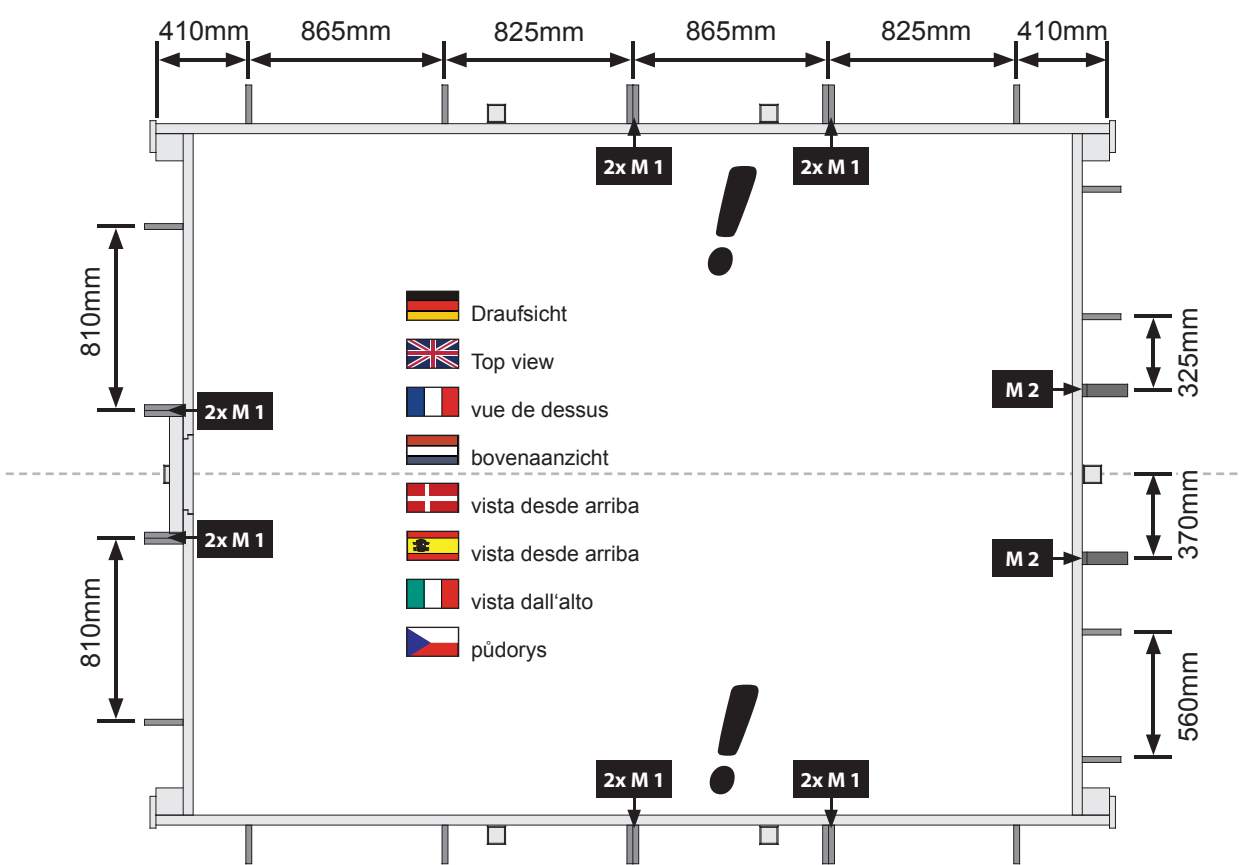 410mm 865mm 825mm 865mm 825mm 410mm
2x M 1 2x M 1
810mm
325mm
Draufsicht
Top view
vue de dessus
M 2
2x M 1
bovenaanzicht
vista desde arriba
370mm
2x M 1
vista desde arriba
M 2
vista dall‘alto
810mm
půdorys
560mm
2x M 1 2x M 1